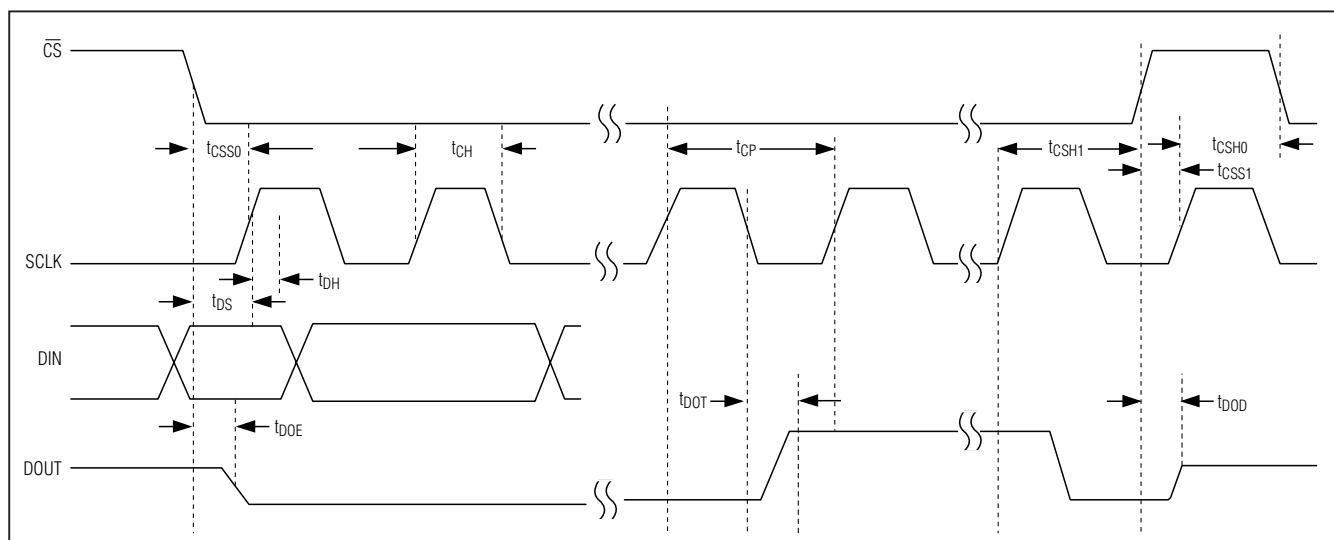 CS
tCSS0
tCH
tCP
tCSH1
tCSH0
tCSS1
SCLK
tDH
tDS
DIN
tDOT
tDOD
tDOE
DOUT